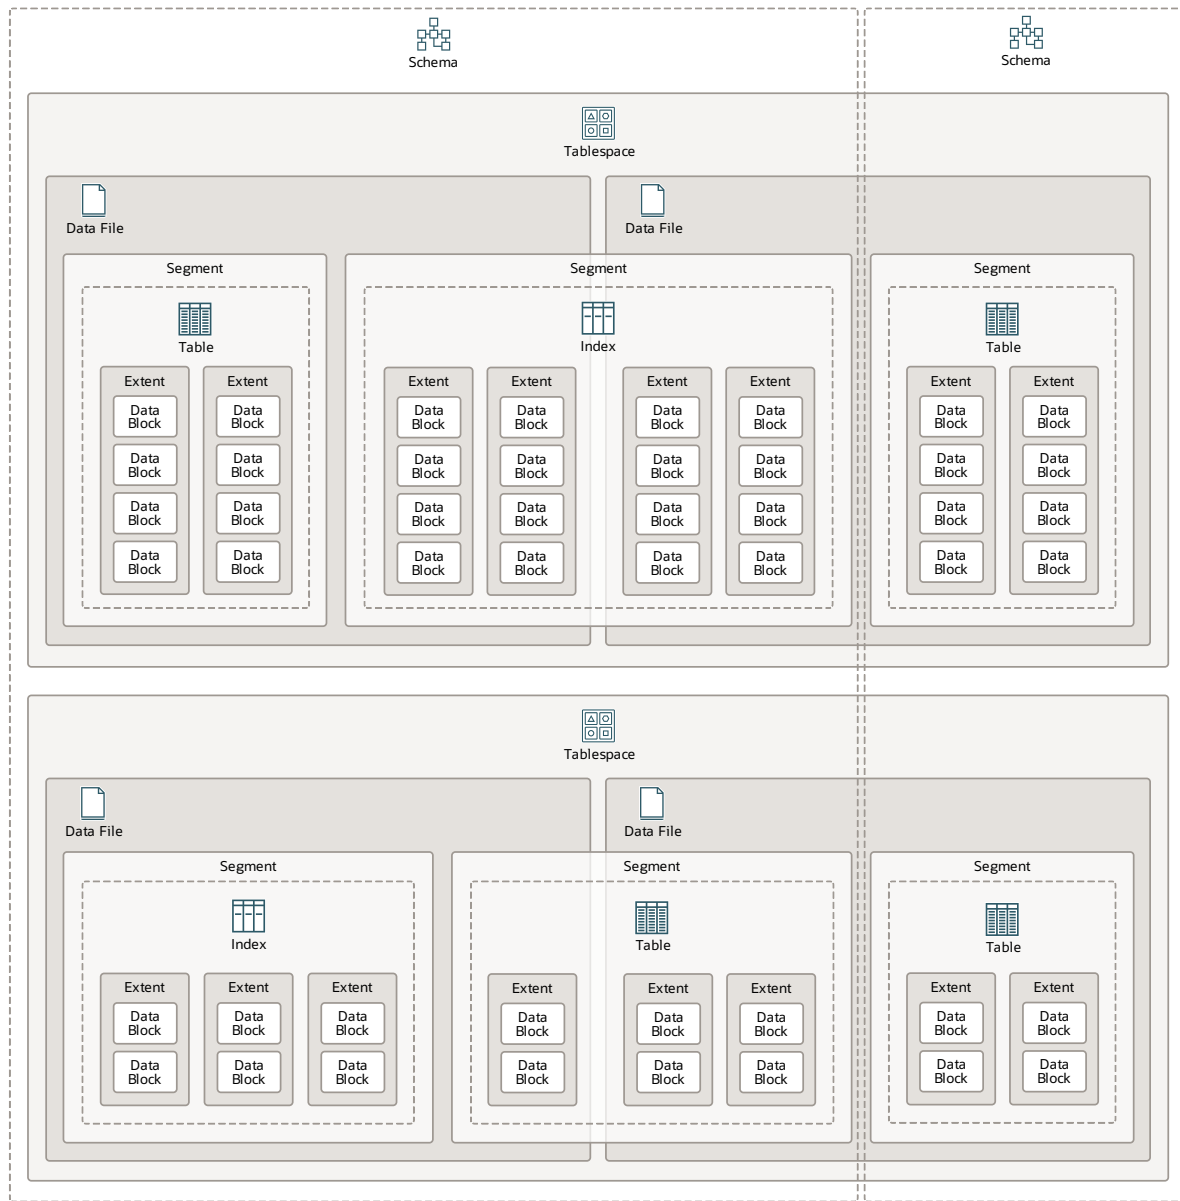 Schema
Schema
Tablespace
Data File
Data File
Segment
Segment
Segment
Table
Index
Table
Extent
Extent
Extent
Extent
Extent
Extent
Extent
Extent
Data
Block
Data
Block
Data
Block
Data
Block
Data
Block
Data
Block
Data
Block
Data
Block
Data
Block
Data
Block
Data
Block
Data
Block
Data
Block
Data
Block
Data
Block
Data
Block
Data
Block
Data
Block
Data
Block
Data
Block
Data
Block
Data
Block
Data
Block
Data
Block
Data
Block
Data
Block
Data
Block
Data
Block
Data
Block
Data
Block
Data
Block
Data
Block
Tablespace
Data File
Data File
Segment
Segment
Segment
Index
Table
Table
Extent
Extent
Extent
Extent
Extent
Extent
Extent
Extent
Data
Block
Data
Block
Data
Block
Data
Block
Data
Block
Data
Block
Data
Block
Data
Block
Data
Block
Data
Block
Data
Block
Data
Block
Data
Block
Data
Block
Data
Block
Data
Block